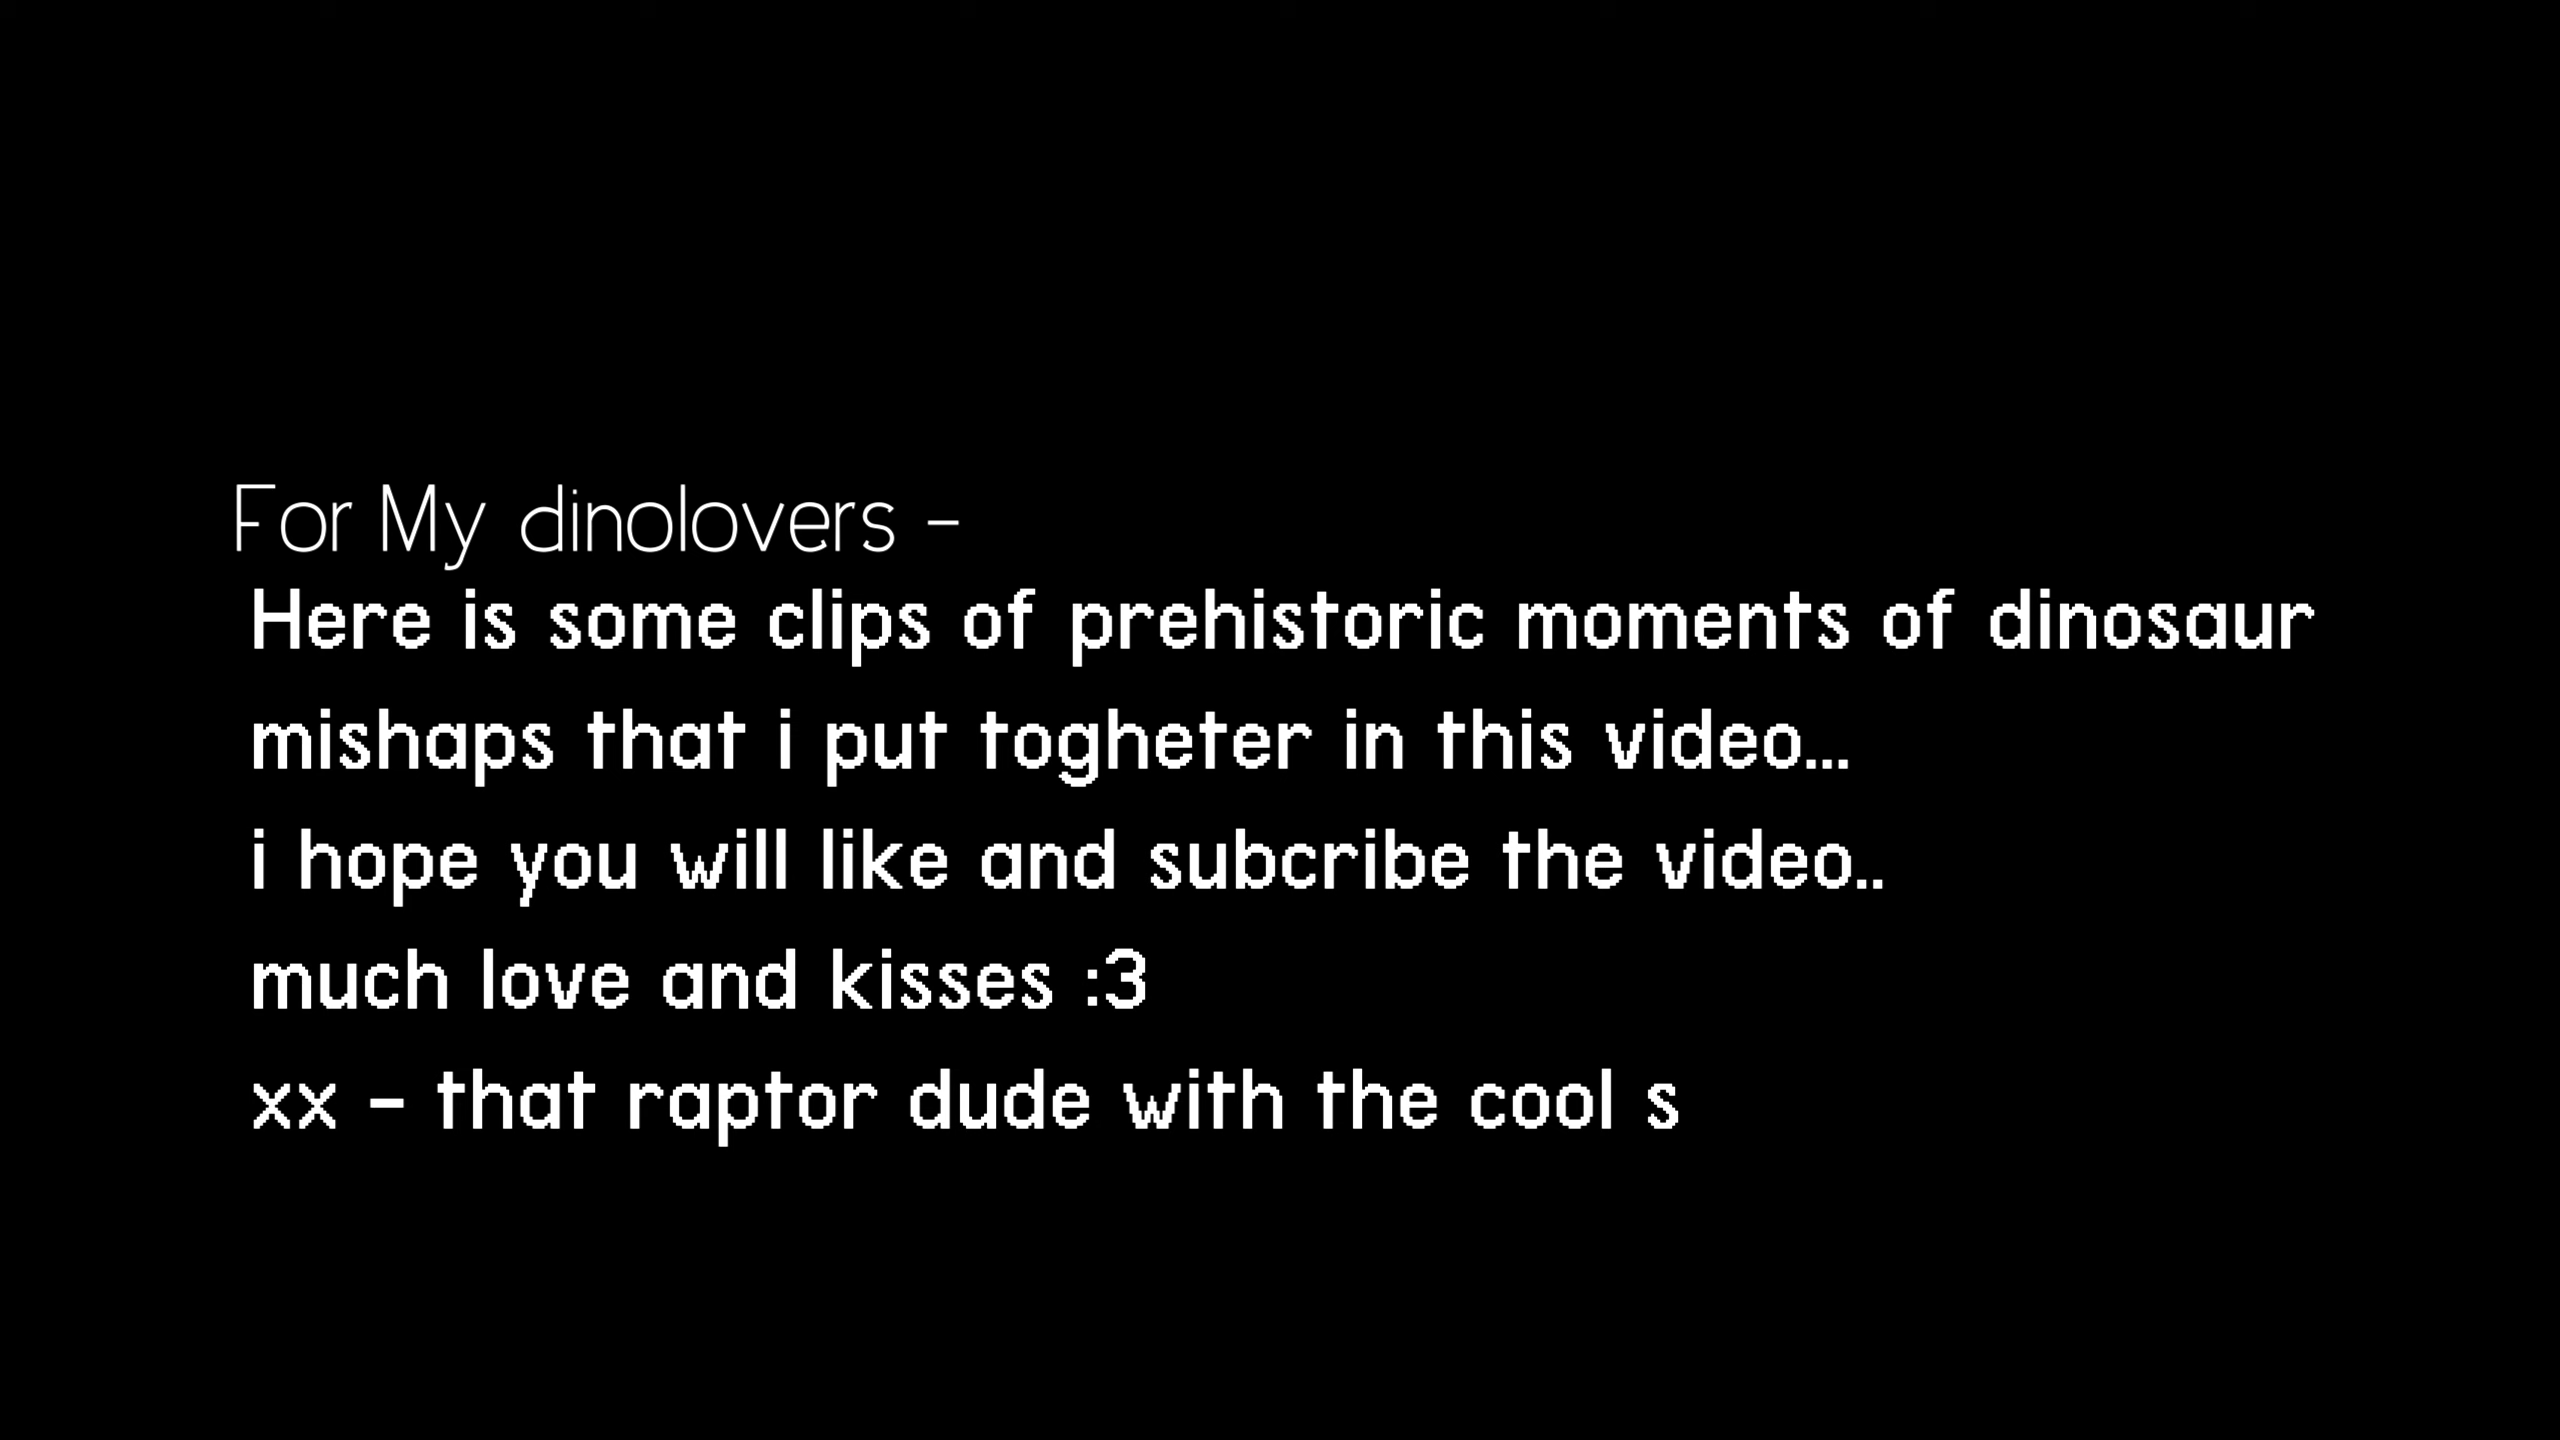 For My dinolovers -
Here is some clips of prehistoric moments of dinosaur
mishaps that i put togheter in this video...
i hope you will like and subcribe the video..
much love and kisses :3
xx - that raptor dude with the cool s